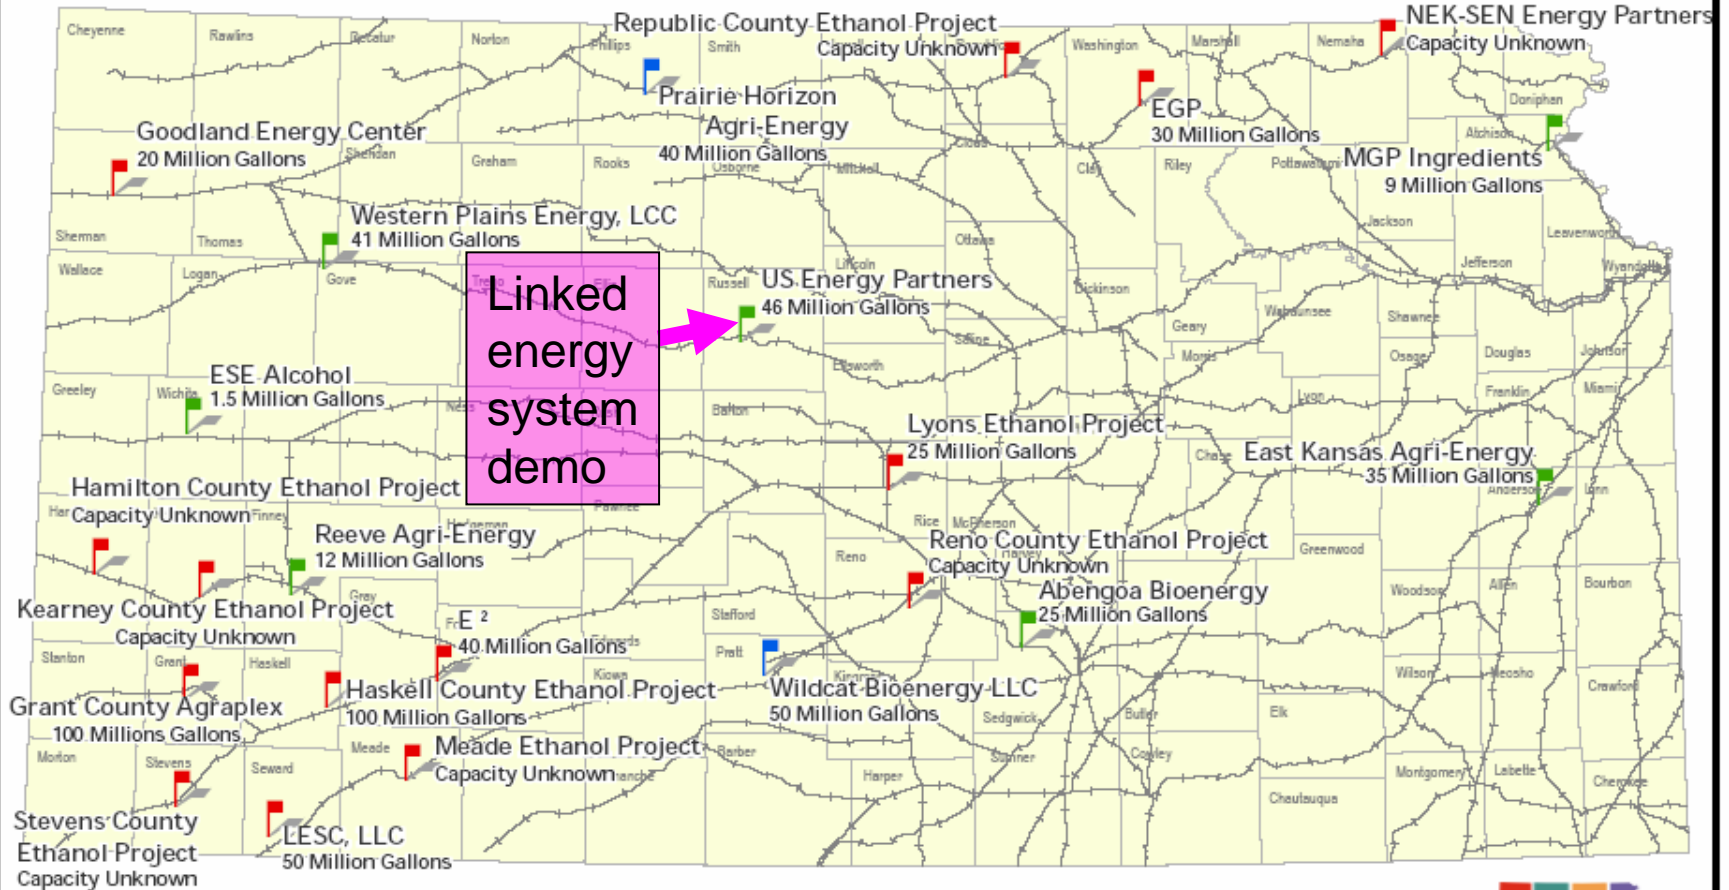 Cheyenne
Rawlins
Decatur
Norton
Phillips
Smith
Republic County Ethanol Project
Capacity Unknown
Washington
Marshall
Nemaha
NEK-SEN Energy Partners
Capacity Unknown
Doniphan
Atchison
Prairie Horizon
Agri-Energy
40 Million Gallons
EGP
30 Million Gallons
MGP Ingredients
9 Million Gallons
Goodland Energy Center
20 Million Gallons
Sheridan
Graham
Rooks
Osborne
Mitchell
Cloud
Clay
Riley
Pottawatomi
Jackson
Leavenwort
Sherman
Thomas
Western Plains Energy, LCC
41 Million Gallons
Wallace
Logan
Gove
Trego
Linked
energy
system
demo
Russell
Lincoln
US Energy Partners
46 Million Gallons
Ottawa
Dickinson
Saline
Ellsworth
Geary
Morris
Wabaunsee
Shawnee
Jefferson
Wyandotte
Osage
Douglas
Johnson
Greeley
Wichita
ESE Alcohol
1.5 Million Gallons
Ness
Barton
Lyons Ethanol Project
25 Million Gallons
Lyon
Franklin
Miami
Chase
East Kansas Agri-Energy
35 Million Gallons
Anderson
Linn
Hamilton County Ethanol Project
Capacity Unknown
Finney
Hodgeman
Pawnee
Reeve Agri-Energy
12 Million Gallons
Gray
Rice
McPherson
Reno
Harvey
Reno County Ethanol Project
Capacity Unknown
Greenwood
Woodson
Allen
Bourbon
Kearney County Ethanol Project
Capacity Unknown
E ²
40 Million Gallons
Edwards
Stafford
Abengoa Bioenergy
25 Million Gallons
Stanton
Grant
Haskell
Kiowa
Pratt
Kingman
Wilson
Neosho
Crawford
Grant County Agraplex
100 Millions Gallons
Haskell County Ethanol Project
100 Million Gallons
Wildcat Bioenergy LLC
50 Million Gallons
Sedgwick
Butler
Elk
Morton
Stevens
Seward
Meade
Meade Ethanol Project
Capacity Unknown
Barber
Harper
Sumner
Cowley
Chautauqua
Montgomery
Labette
Cherokee
Stevens County
Ethanol Project
Capacity Unknown
LESC, LLC
50 Million Gallons